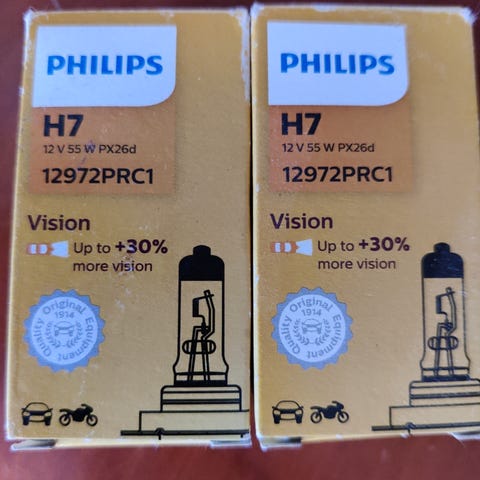 PHILIPS
H7
12 V 55 W PX26d
12972PRC1
Vision
Up to +30%
more vision
Original
Equipment
Quality
1914
PHILIPS
H7
12 V 55 W PX26d
12972PRC1
Vision
Up to +30%
more vision
Original
Equipment
Quality
1914